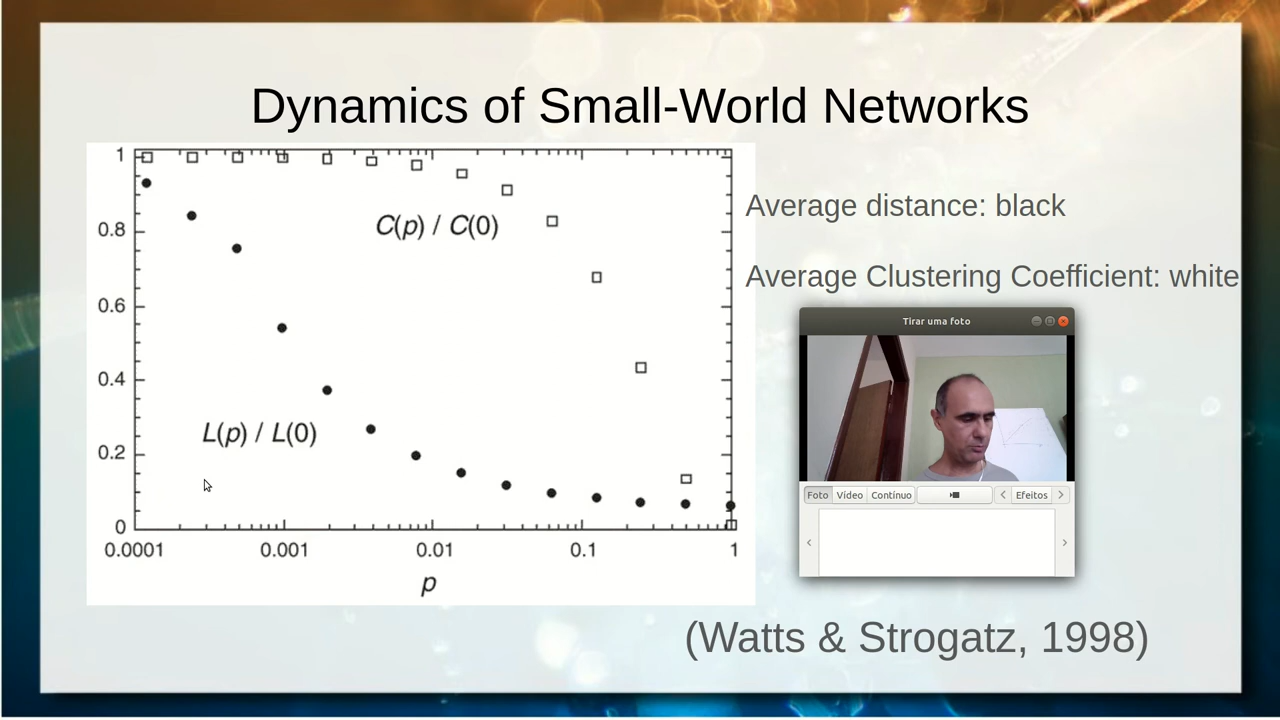 Dynamics of Small-World Networks
1
0.8
0.6
0.4
0.2
0
C(p) / C(0)
L(p) / L(0)
0.0001 0.001 0.01 0.1 1
p
Average distance: black
Average Clustering Coefficient: white
Tirar uma foto
Foto Vídeo Contínuo Efeitos
(Watts & Strogatz, 1998)